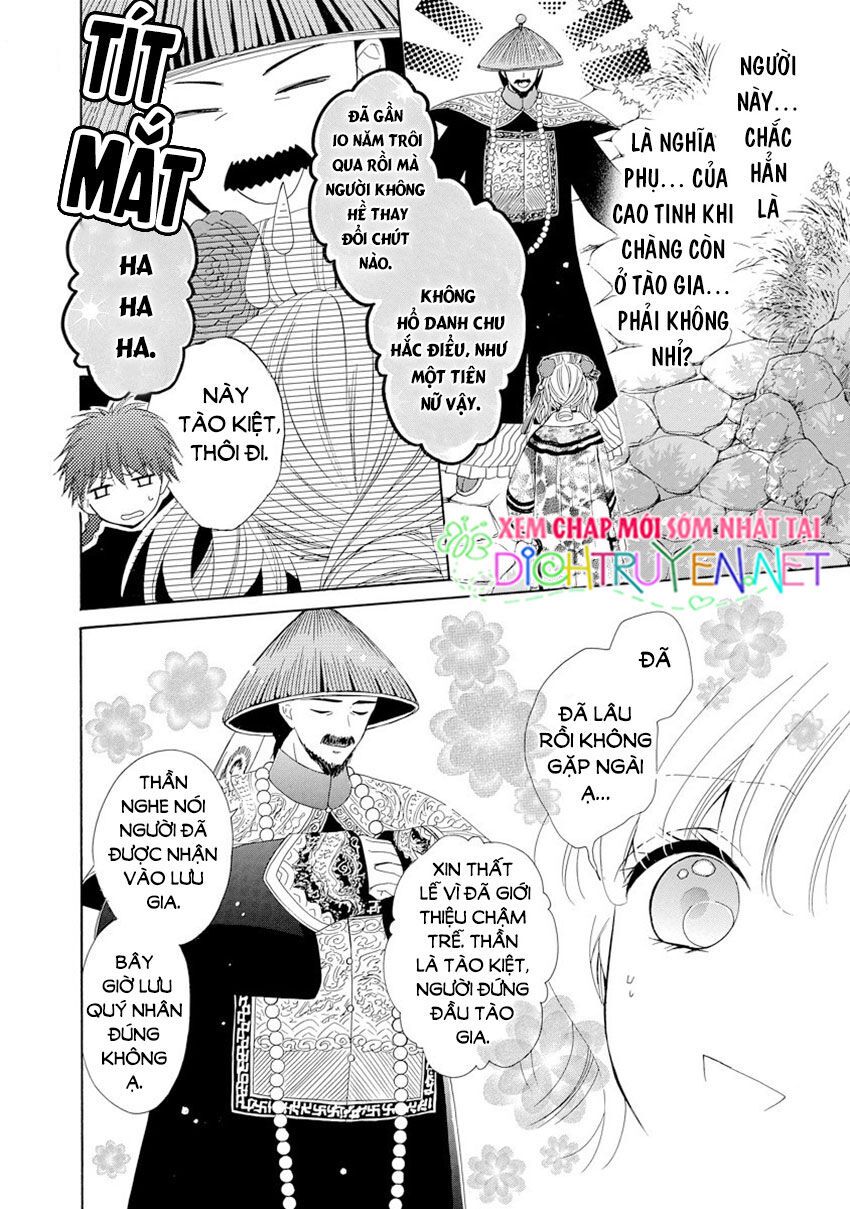 NGƯỜI
NÀY...
CHẮC
HẲN
LÀ
LÀ NGHĨA
PHỤ... CỦA
CAO TINH KHI
CHÀNG CÒN
Ở TÀO GIA...
PHẢI KHÔNG
NHỈ?
ĐÃ GẦN
10 NĂM TRÔI
QUA RỒI MÀ
NGƯỜI KHÔNG
HỀ THAY
ĐỔI CHÚT
NÀO.
KHÔNG
HỔ DANH CHU
HẮC ĐIỂU, NHƯ
MỘT TIÊN
NỮ VẬY.
TÍT
MẮT
HA
HA
HA.
NÀY
TÀO KIỆT,
THÔI ĐI.
XEM CHAP MỚI SỚM NHẤT TẠI
DICHTRUYEN.NET
ĐÃ
ĐÃ LÂU
RỒI KHÔNG
GẶP NGÀI
Ạ...
XIN THẤT
LỄ VÌ ĐÃ GIỚI
THIỆU CHẬM
TRỄ. THẦN
LÀ TÀO KIỆT,
NGƯỜI ĐỨNG
ĐẦU TÀO
GIA.
THẦN
NGHE NÓI
NGƯỜI ĐÃ
ĐƯỢC NHẬN
VÀO LƯU
GIA.
BÂY
GIỜ LƯU
QUÝ NHÂN
ĐÚNG
KHÔNG
Ạ.